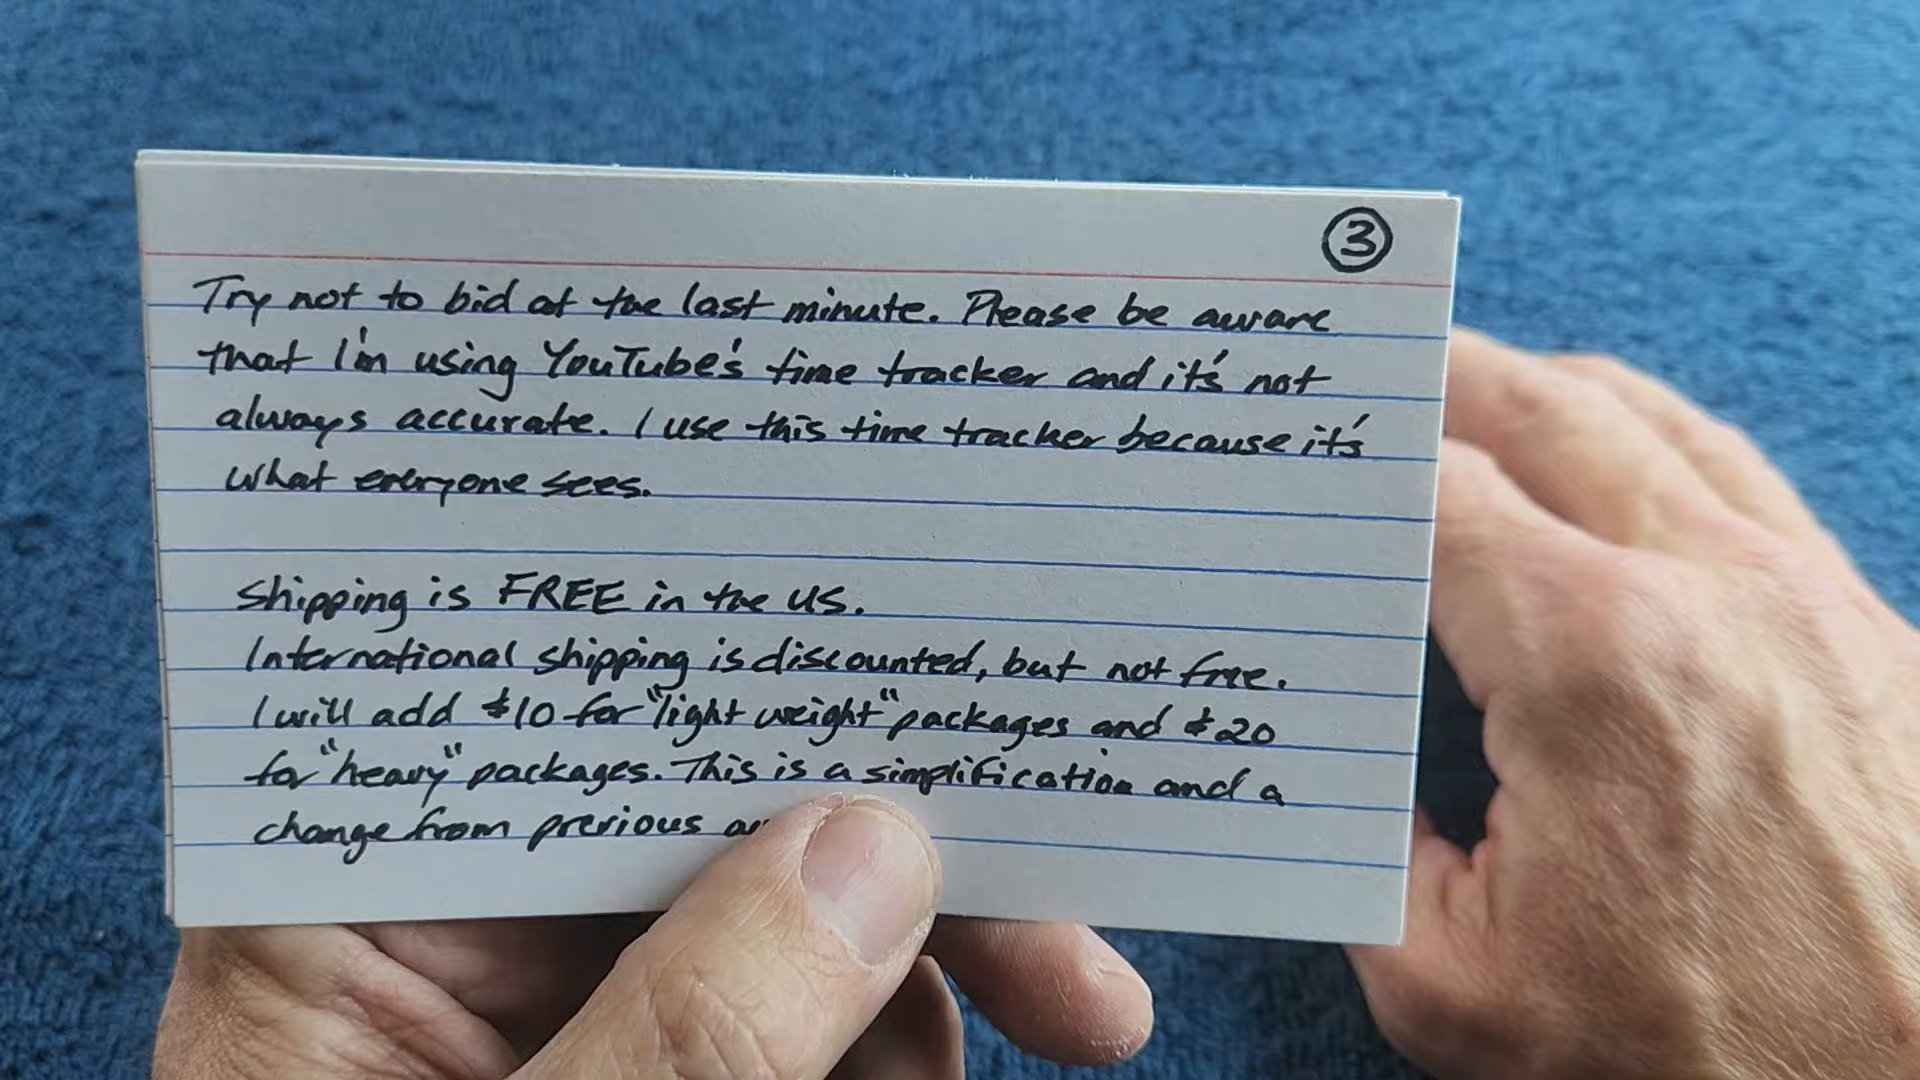 3
Try not to bid at the last minute. Please be aware
that I'm using YouTube's time tracker and it's not
always accurate. I use this time tracker because it's
what everyone sees.
Shipping is FREE in the US.
International shipping is discounted, but not free.
I will add $10 for "light weight" packages and $20
for "heavy" packages. This is a simplification and a
change from previous